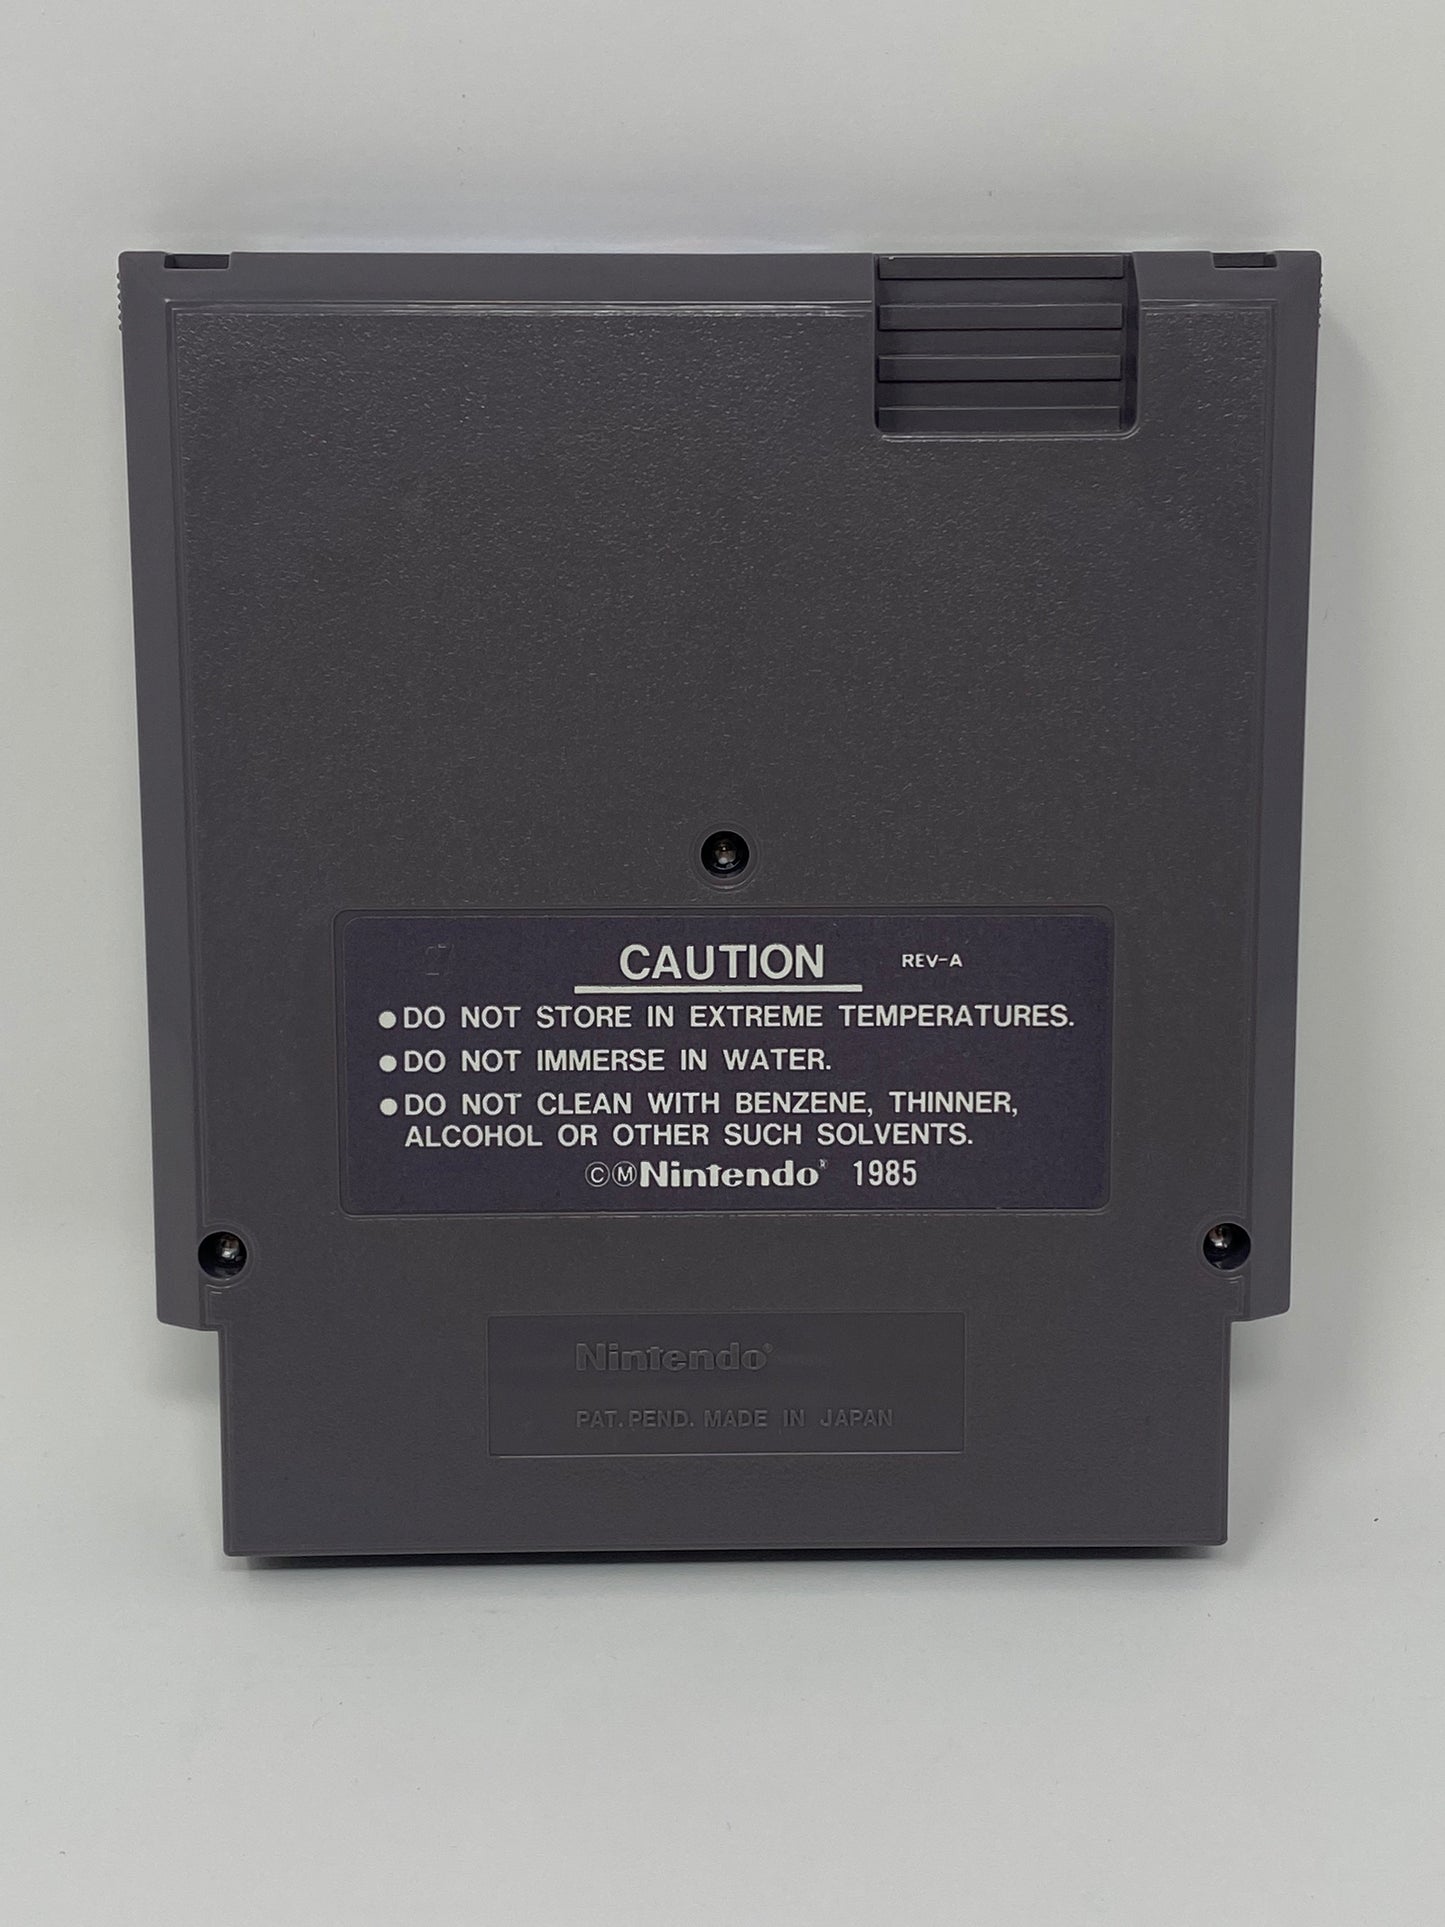 CAUTION REV-A
●DO NOT STORE IN EXTREME TEMPERATURES.
●DO NOT IMMERSE IN WATER.
●DO NOT CLEAN WITH BENZENE, THINNER,
ALCOHOL OR OTHER SUCH SOLVENTS.
ⒸⓂNintendo® 1985
Nintendo®
PAT. PEND. MADE IN JAPAN